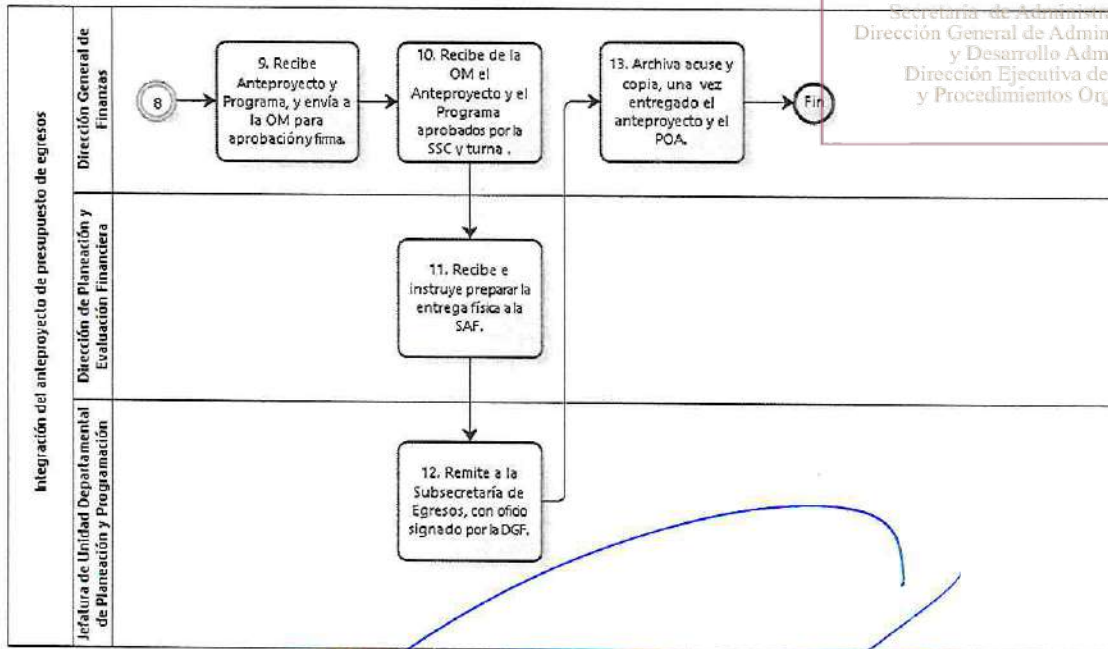 Secretaría de Administra
Dirección General de Admin
y Desarrollo Adm
Dirección Ejecutiva de
y Procedimientos Org
Integración del anteproyecto de presupuesto de egresos
Dirección General de
Finanzas
8
9. Recibe
Anteproyecto y
Programa, y envía a
la OM para
aprobación y firma.
10. Recibe de la
OM el
Anteproyecto y el
Programa
aprobados por la
SSC y turna .
13. Archiva acuse y
copia, una vez
entregado el
anteproyecto y el
POA.
Fin
Dirección de Planeación y
Evaluación Financiera
11. Recibe e
instruye preparar la
entrega física a la
SAF.
Jefatura de Unidad Departamental
de Planeación y Programación
12. Remite a la
Subsecretaría de
Egresos, con oficio
signado por la DGF.